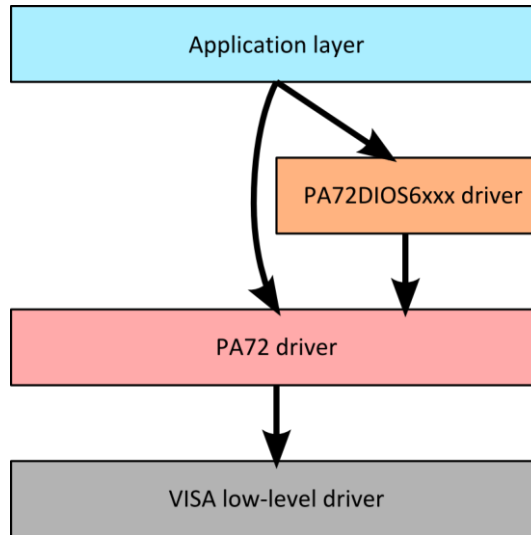 Application layer
PA72DIOS6xxx driver
PA72 driver
VISA low-level driver